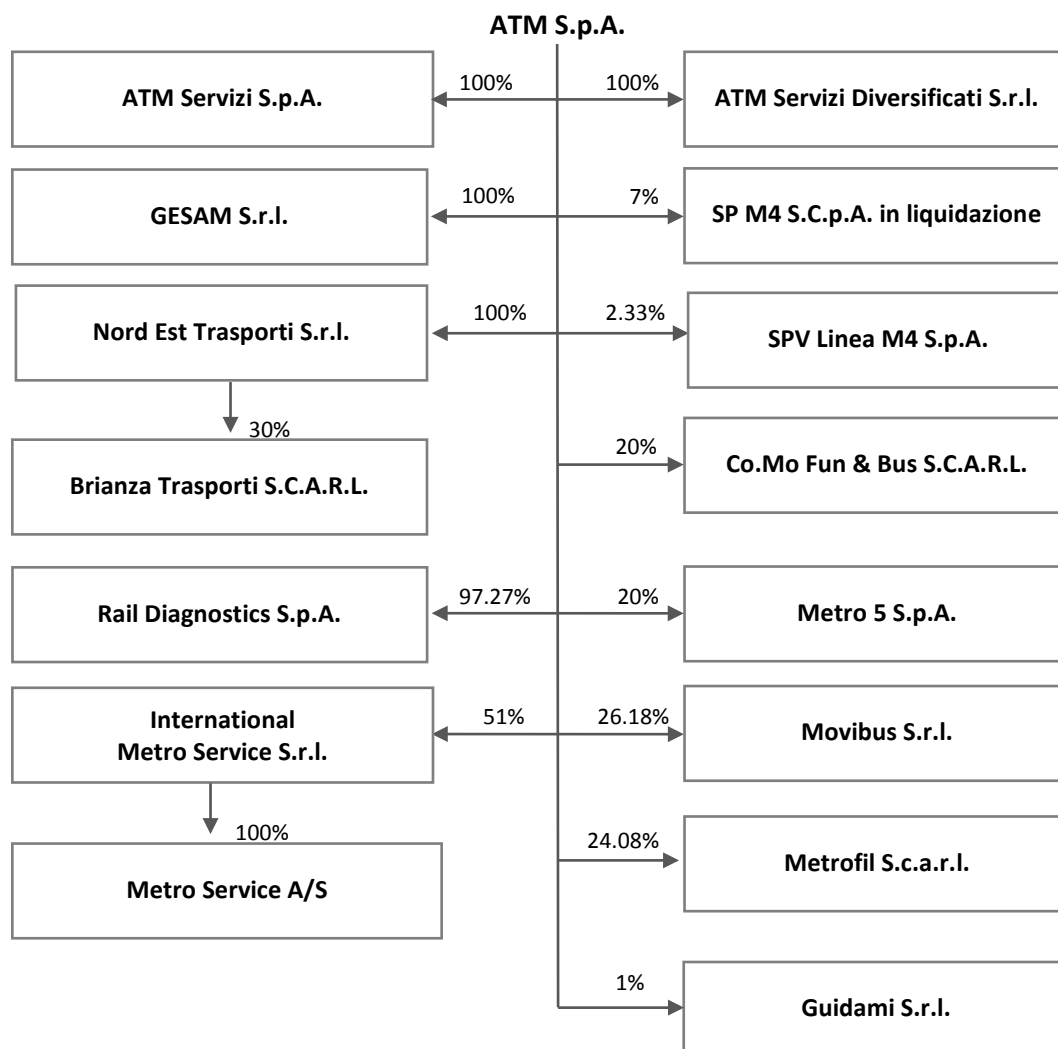 ATM S.p.A.
100%
100%
ATM Servizi S.p.A.
ATM Servizi Diversificati S.r.l.
100%
7%
GESAM S.r.l.
SP M4 S.C.p.A. in liquidazione
100%
2.33%
Nord Est Trasporti S.r.l.
SPV Linea M4 S.p.A.
30%
20%
Brianza Trasporti S.C.A.R.L.
Co.Mo Fun & Bus S.C.A.R.L.
97.27%
20%
Rail Diagnostics S.p.A.
Metro 5 S.p.A.
51%
26.18%
International
Metro Service S.r.l.
Movibus S.r.l.
100%
24.08%
Metro Service A/S
Metrofil S.c.a.r.l.
1%
Guidami S.r.l.